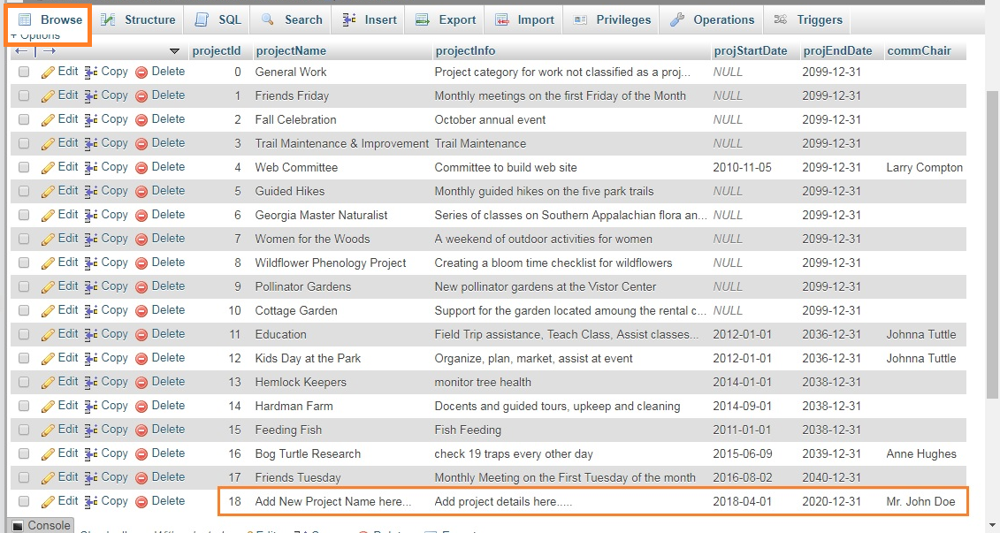 Browse Structure SQL Search Insert Export Import Privileges Operations Triggers
+ Options
projectId projectName projectInfo projStartDate projEndDate commChair
Edit Copy Delete 0 General Work Project category for work not classified as a proj... NULL 2099-12-31
Edit Copy Delete 1 Friends Friday Monthly meetings on the first Friday of the Month NULL 2099-12-31
Edit Copy Delete 2 Fall Celebration October annual event NULL 2099-12-31
Edit Copy Delete 3 Trail Maintenance & Improvement Trail Maintenance NULL 2099-12-31
Edit Copy Delete 4 Web Committee Committee to build web site 2010-11-05 2099-12-31 Larry Compton
Edit Copy Delete 5 Guided Hikes Monthly guided hikes on the five park trails NULL 2099-12-31
Edit Copy Delete 6 Georgia Master Naturalist Series of classes on Southern Appalachian flora an... NULL 2099-12-31
Edit Copy Delete 7 Women for the Woods A weekend of outdoor activities for women NULL 2099-12-31
Edit Copy Delete 8 Wildflower Phenology Project Creating a bloom time checklist for wildflowers NULL 2099-12-31
Edit Copy Delete 9 Pollinator Gardens New pollinator gardens at the Vistor Center NULL 2099-12-31
Edit Copy Delete 10 Cottage Garden Support for the garden located amoung the rental c... NULL 2099-12-31
Edit Copy Delete 11 Education Field Trip assistance, Teach Class, Assist classes... 2012-01-01 2036-12-31 Johnna Tuttle
Edit Copy Delete 12 Kids Day at the Park Organize, plan, market, assist at event 2012-01-01 2036-12-31 Johnna Tuttle
Edit Copy Delete 13 Hemlock Keepers monitor tree health 2014-01-01 2038-12-31
Edit Copy Delete 14 Hardman Farm Docents and guided tours, upkeep and cleaning 2014-09-01 2038-12-31
Edit Copy Delete 15 Feeding Fish Fish Feeding 2011-01-01 2038-12-31
Edit Copy Delete 16 Bog Turtle Research check 19 traps every other day 2015-06-09 2039-12-31 Anne Hughes
Edit Copy Delete 17 Friends Tuesday Monthly Meeting on the First Tuesday of the month 2016-08-02 2040-12-31
Edit Copy Delete 18 Add New Project Name here... Add project details here..... 2018-04-01 2020-12-31 Mr. John Doe
Console